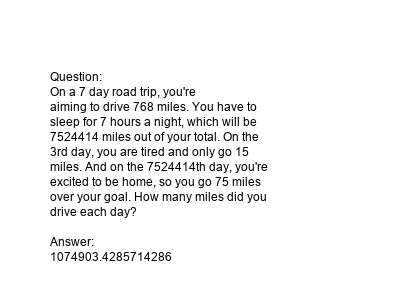 Question:
On a 7 day road trip, you're
aiming to drive 768 miles. You have to
sleep for 7 hours a night, which will be
7524414 miles out of your total. On the
3rd day, you are tired and only go 15
miles. And on the 7524414th day, you're
excited to be home, so you go 75 miles
over your goal. How many miles did you
drive each day?

Answer:
1074903.4285714286